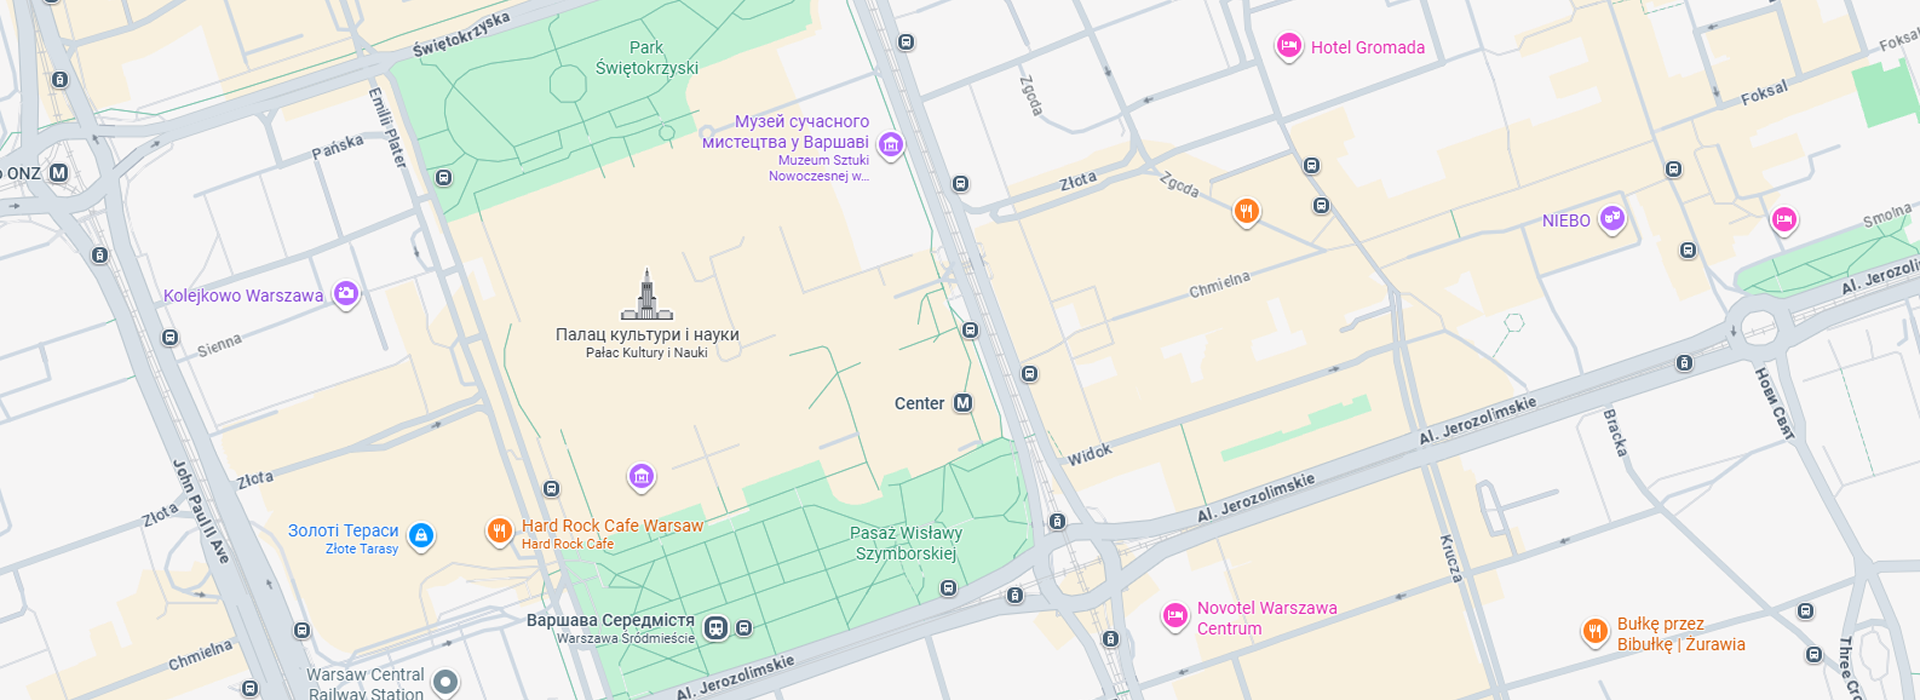 Świętokrzyska
Park
Świętokrzyski
Hotel Gromada
Foksal
Foksal
Emilii Plater
Zgoda
Музей сучасного
мистецтва у Варшаві
Muzeum Sztuki
Nowoczesnej w...
Pańska
ONZ
M
Złota
Zgoda
NIEBO
Smolna
Kolejkowo Warszawa
Chmielna
Al. Jerozolim
Палац культури і науки
Pałac Kultury i Nauki
Sienna
Center
M
Нови Свят
Al. Jerozolimskie
Bracka
Widok
Złota
Al. Jerozolimskie
John Paul II Ave
Złota
Золоті Тераси
Złote Tarasy
Hard Rock Cafe Warsaw
Hard Rock Cafe
Pasaż Wisławy
Szymborskiej
Krucza
Варшава Середмістя
Warszawa Śródmieście
Novotel Warszawa
Centrum
Bułkę przez
Bibułkę | Żurawia
Chmielna
Al. Jerozolimskie
Warsaw Central
Railway Station
Three Cro